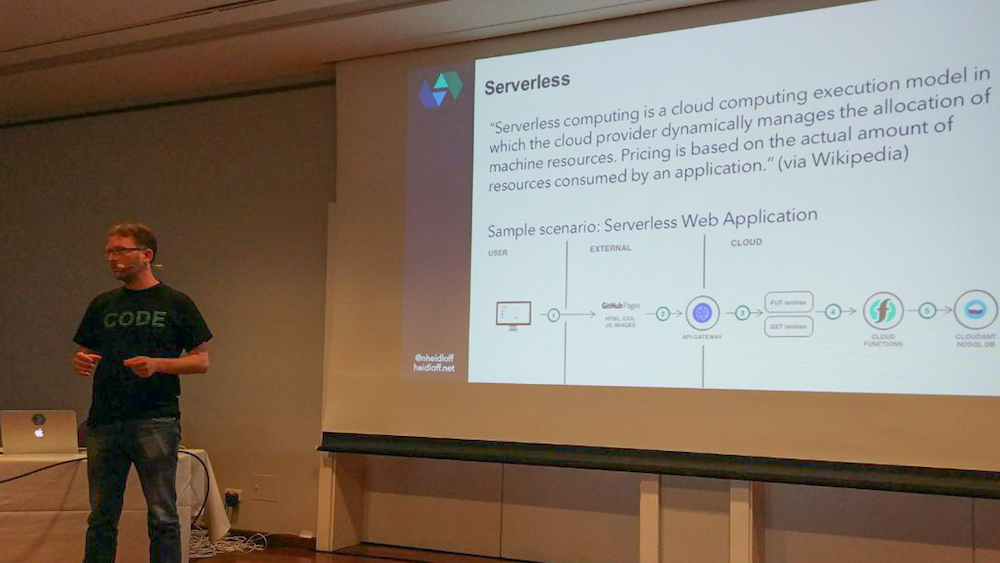 Serverless
"Serverless computing is a cloud computing execution model in
which the cloud provider dynamically manages the allocation of
machine resources. Pricing is based on the actual amount of
resources consumed by an application." (via Wikipedia)
Sample scenario: Serverless Web Application
USER
EXTERNAL
CLOUD
1
GitHub Pages
HTML, CSS,
JS, IMAGES
2
API GATEWAY
3
PUT /entries
GET /entries
4
CLOUD
FUNCTIONS
5
CLOUDANT
NOSQL DB
@nheidloff
heidloff.net
CODE